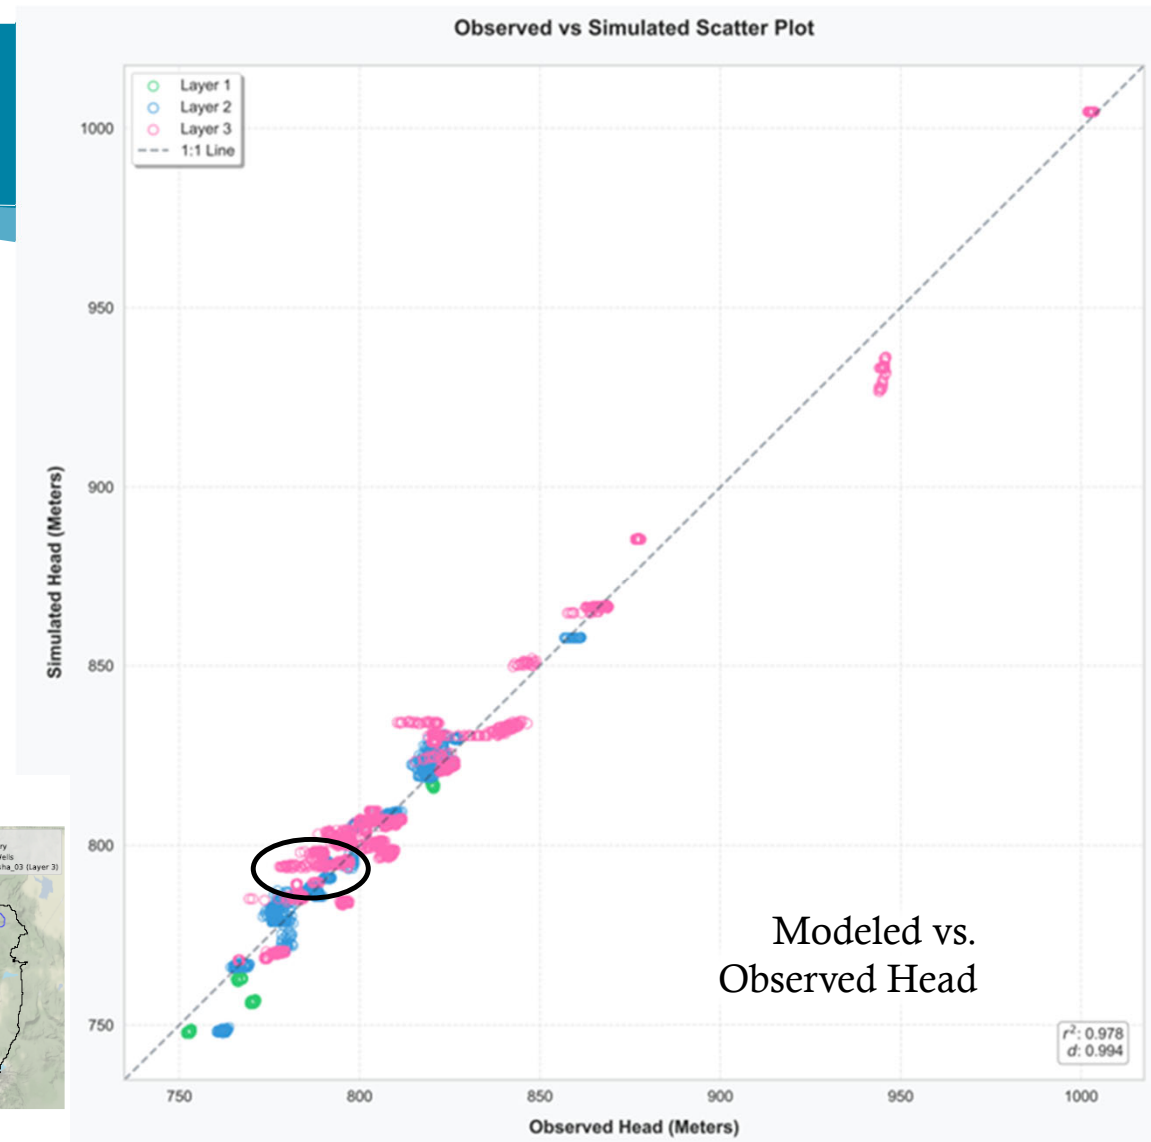 Observed vs Simulated Scatter Plot
Layer 1
Layer 2
Layer 3
1:1 Line
1000
950
900
850
800
750
Simulated Head (Meters)
Modeled vs.
Observed Head
r²: 0.978
d: 0.994
750
800
850
900
950
1000
Observed Head (Meters)
(Layer 3)